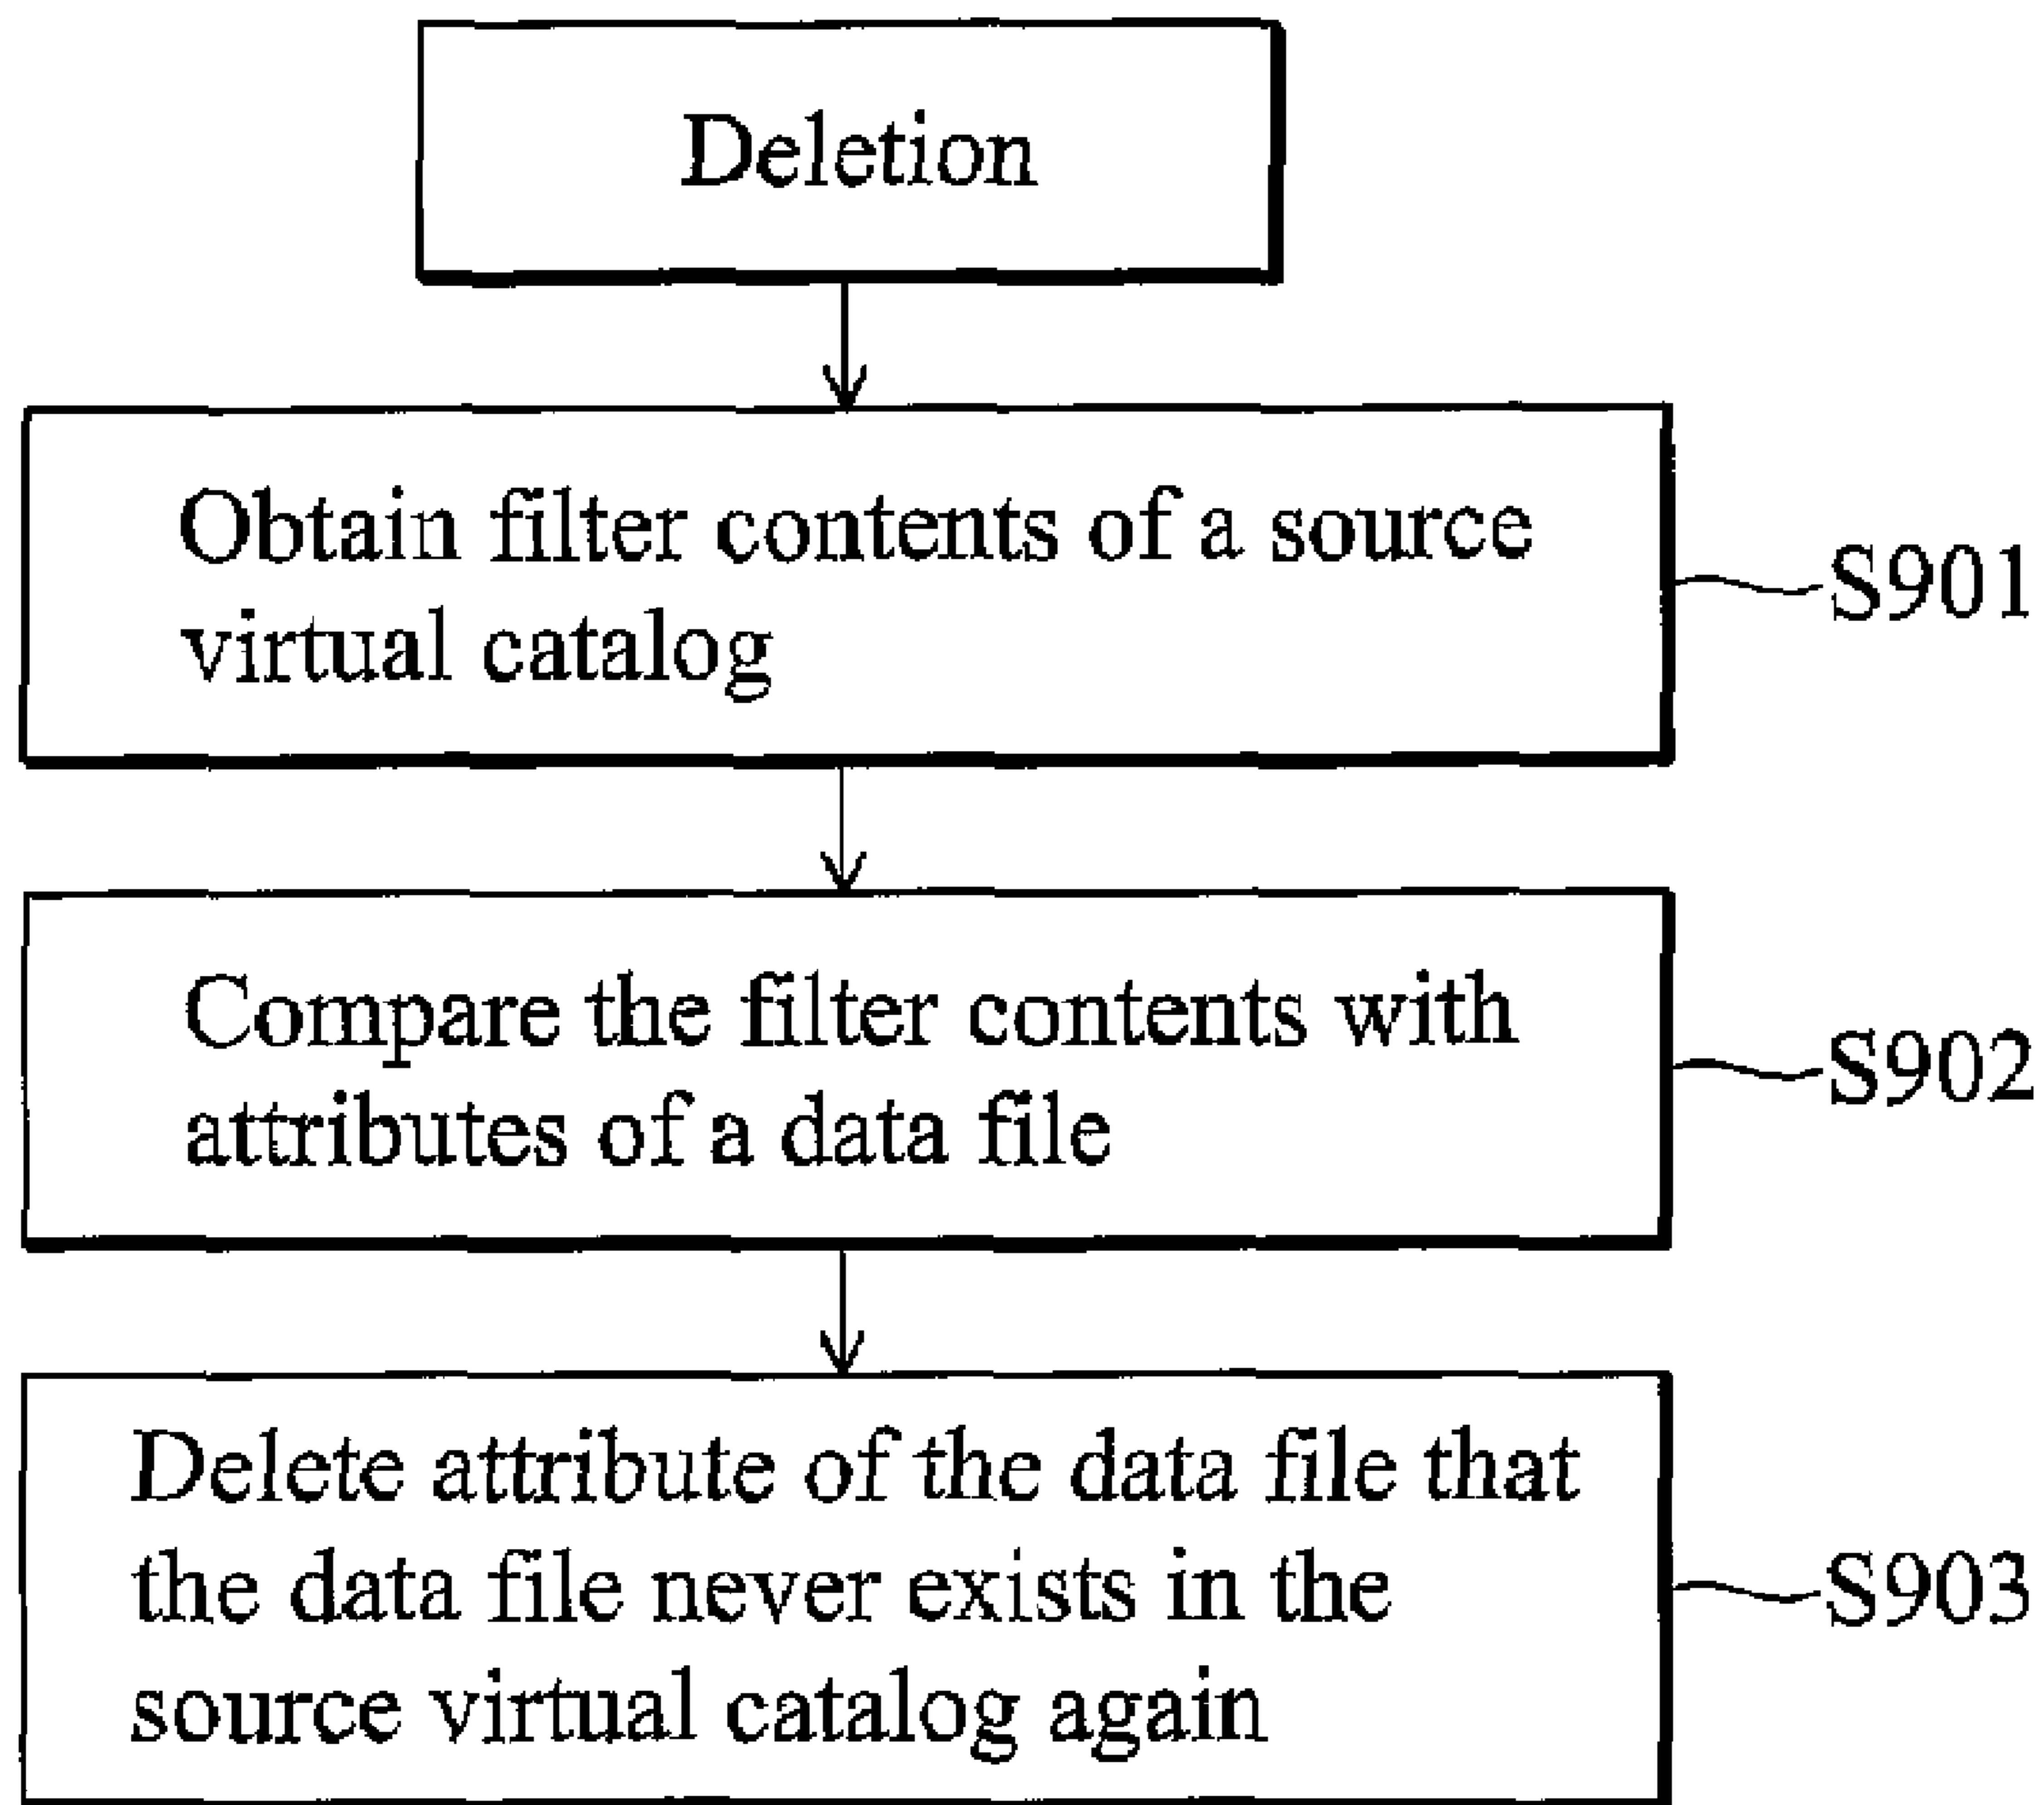 Deletion
Obtain filter contents of a source
virtual catalog
S901
Compare the filter contents with
attributes of a data file
S902
Delete attribute of the data file that
the data file never exists in the
source virtual catalog again
S903